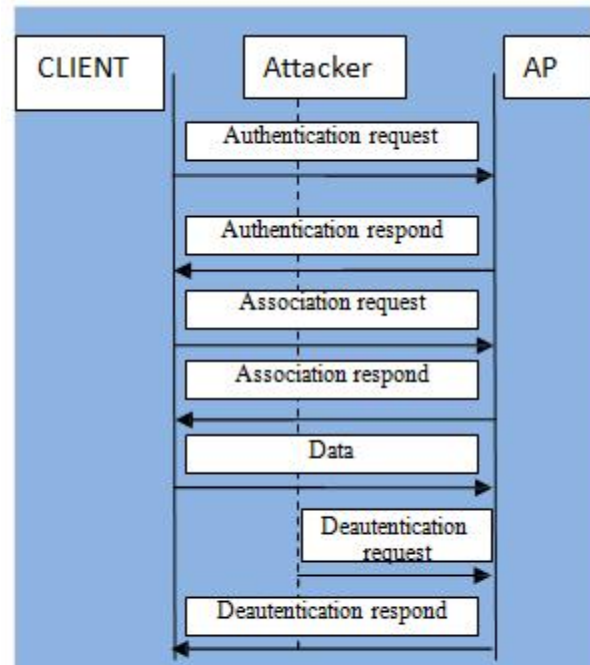 CLIENT Attacker AP
Authentication request
Authentication respond
Association request
Association respond
Data
Deautentication
request
Deautentication respond